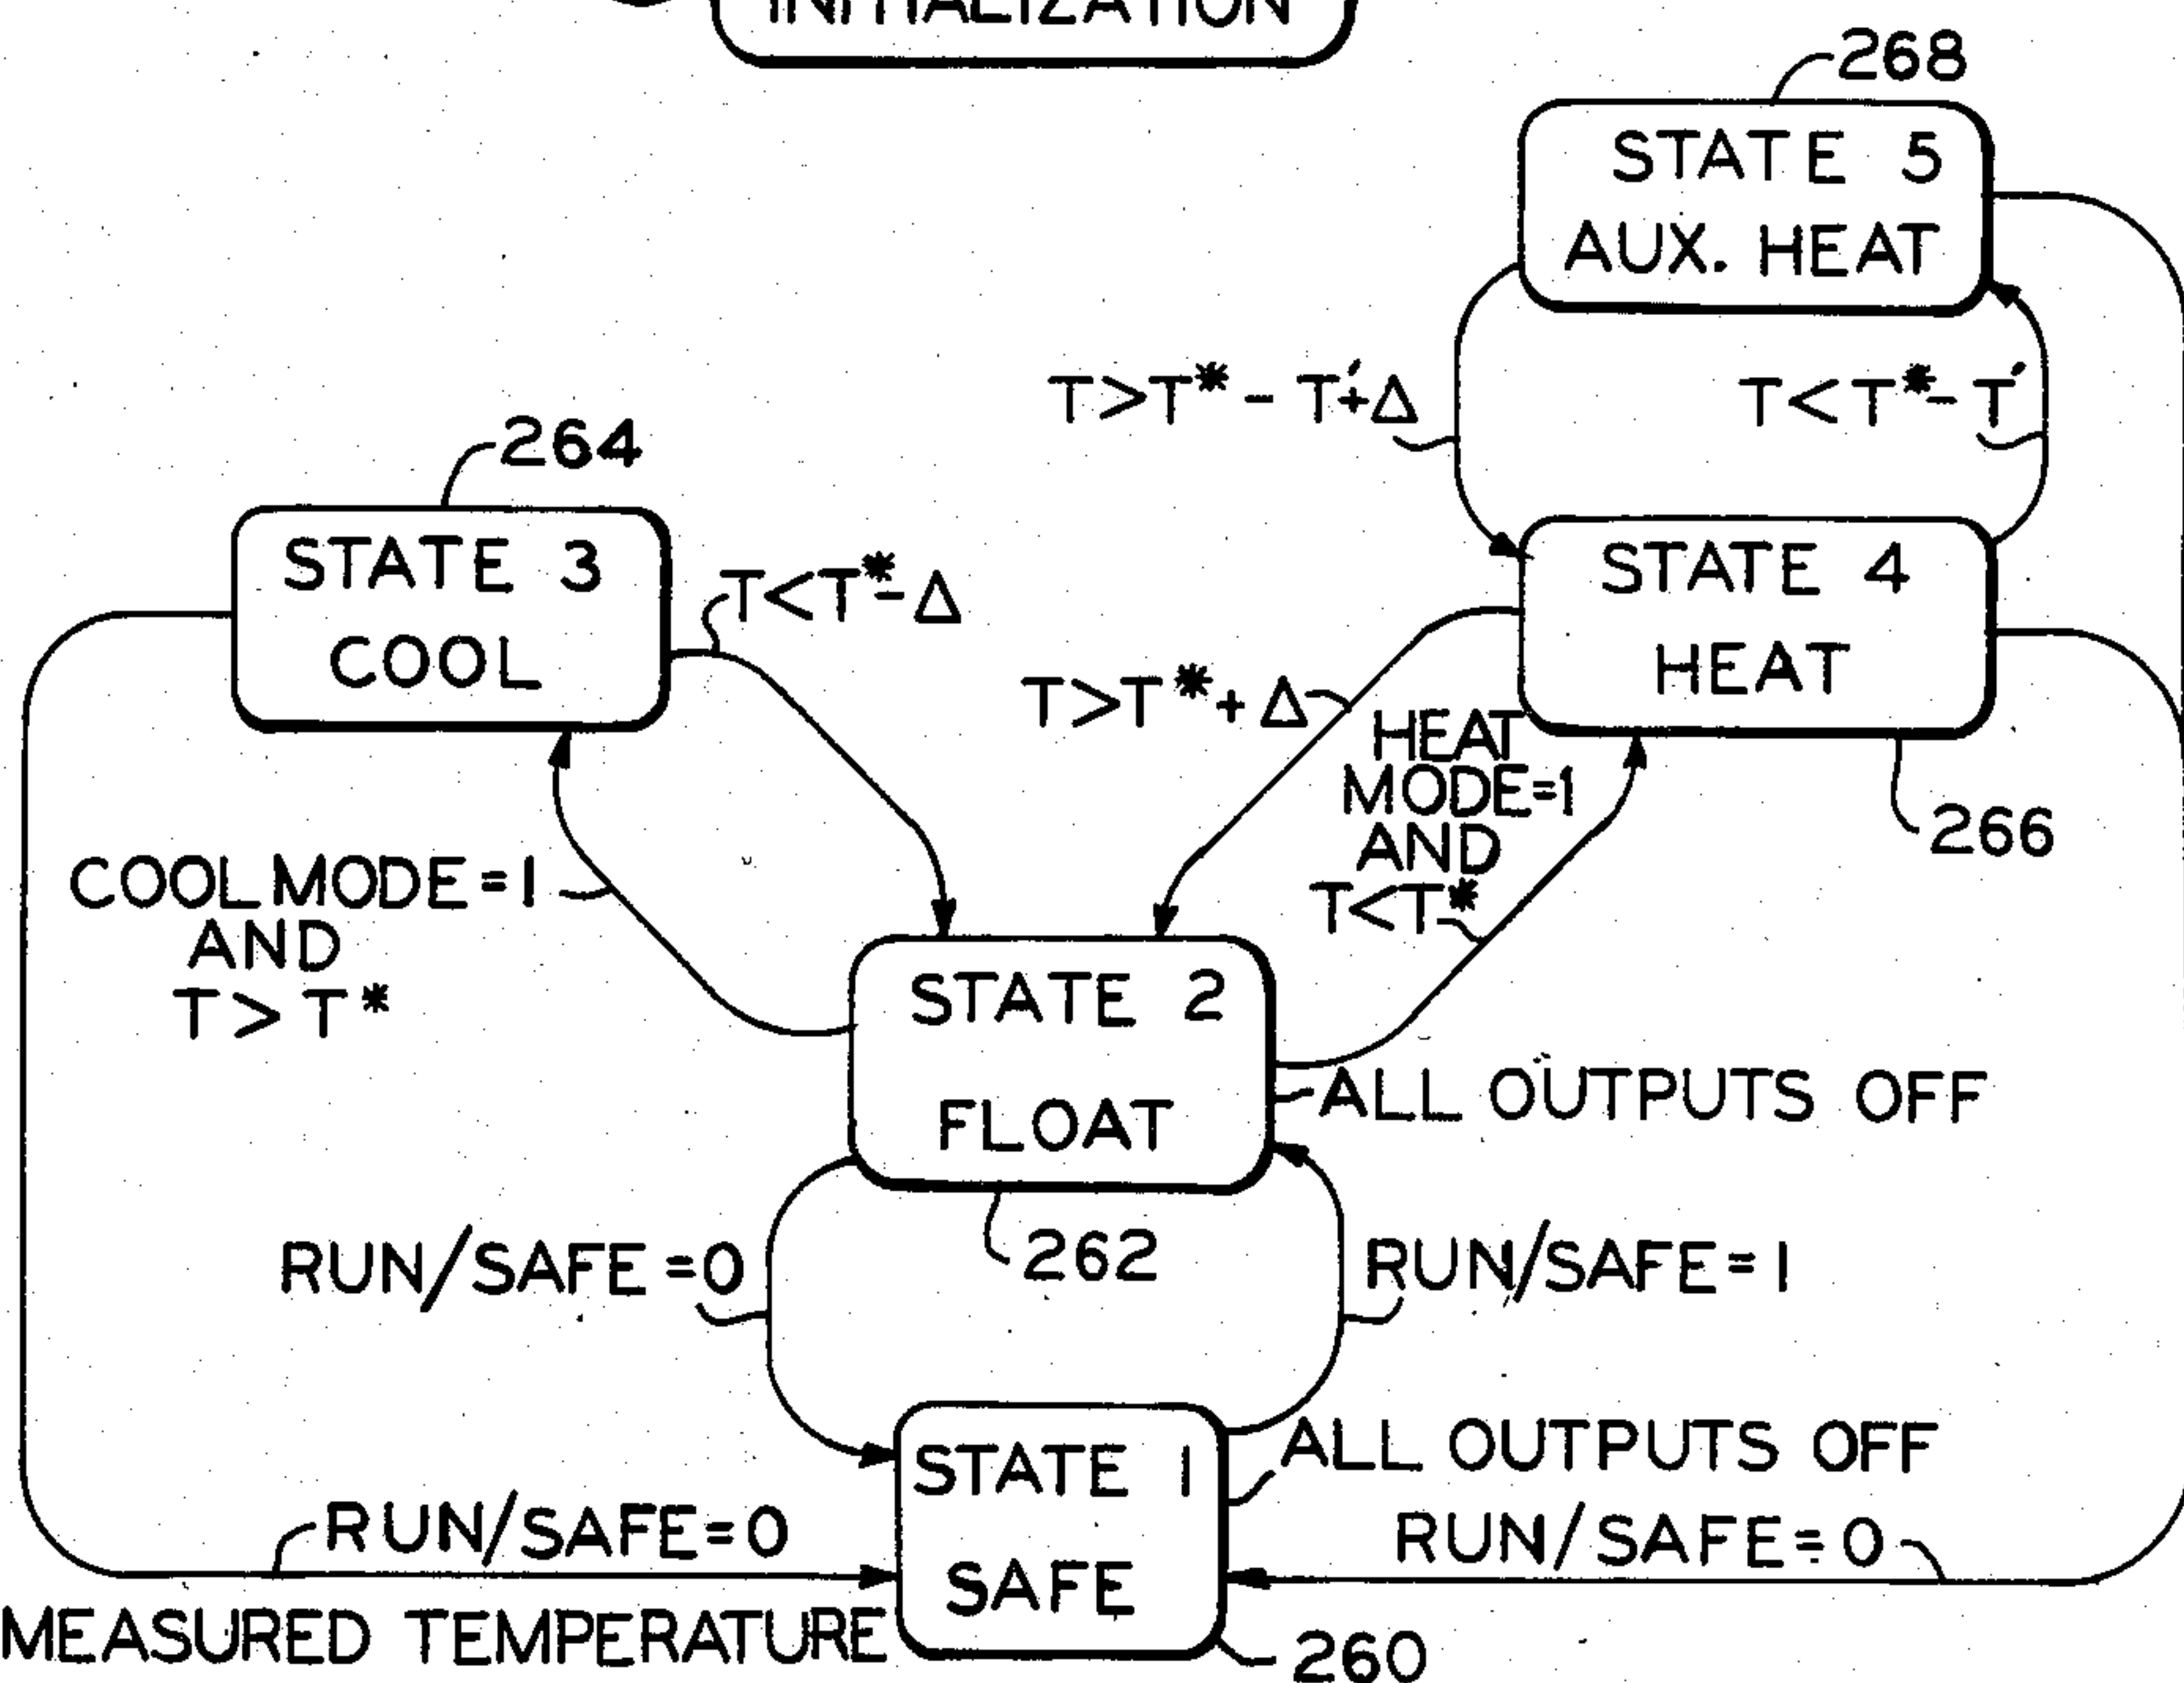 INITIALIZATION
268
STATE 5
AUX. HEAT
T>T*- T'+Δ
T<T*-T'
264
STATE 3
COOL
T<T*-Δ
STATE 4
HEAT
T>T*+Δ
HEAT
MODE=1
AND
T<T*
266
COOLMODE=1
AND
T>T*
STATE 2
FLOAT
ALL OUTPUTS OFF
262
RUN/SAFE=0
RUN/SAFE=1
STATE 1
SAFE
ALL OUTPUTS OFF
RUN/SAFE=0
RUN/SAFE=0
MEASURED TEMPERATURE
260